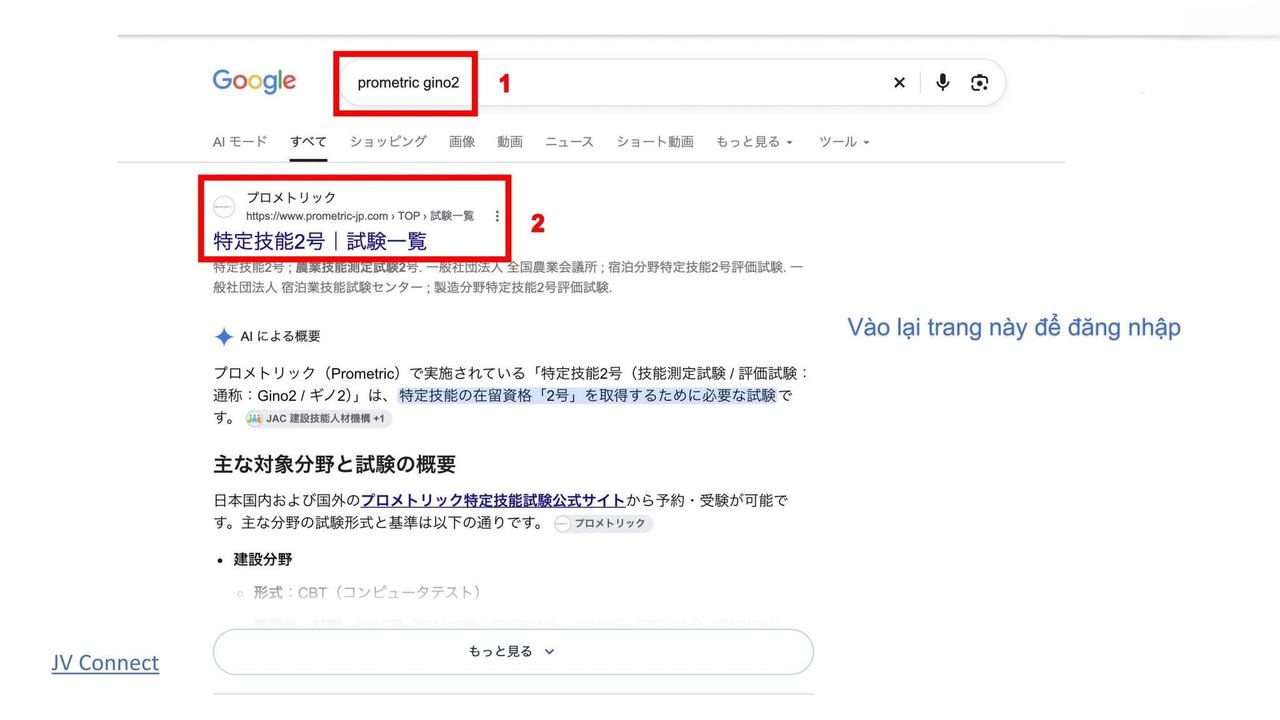 Google
prometric gino2
1
AI モード すべて ショッピング 画像 動画 ニュース ショート動画 もっと見る ツール
プロメトリック
https://www.prometric-jp.com › TOP › 試験一覧
特定技能2号｜試験一覧
2
特定技能2号 ; 農業技能測定試験2号. 一般社団法人 全国農業会議所 ; 宿泊分野特定技能2号評価試験. 一
般社団法人 宿泊業技能試験センター ; 製造分野特定技能2号評価試験.
Vào lại trang này để đăng nhập
AI による概要
プロメトリック（Prometric）で実施されている「特定技能2号（技能測定試験 / 評価試験：
通称：Gino2 / ギノ2）」は、特定技能の在留資格「2号」を取得するために必要な試験で
す。 JAC 建設技能人材機構 +1
主な対象分野と試験の概要
日本国内および国外のプロメトリック特定技能試験公式サイトから予約・受験が可能で
す。主な分野の試験形式と基準は以下の通りです。 プロメトリック
• 建設分野
○ 形式：CBT（コンピュータテスト）
もっと見る
JV Connect